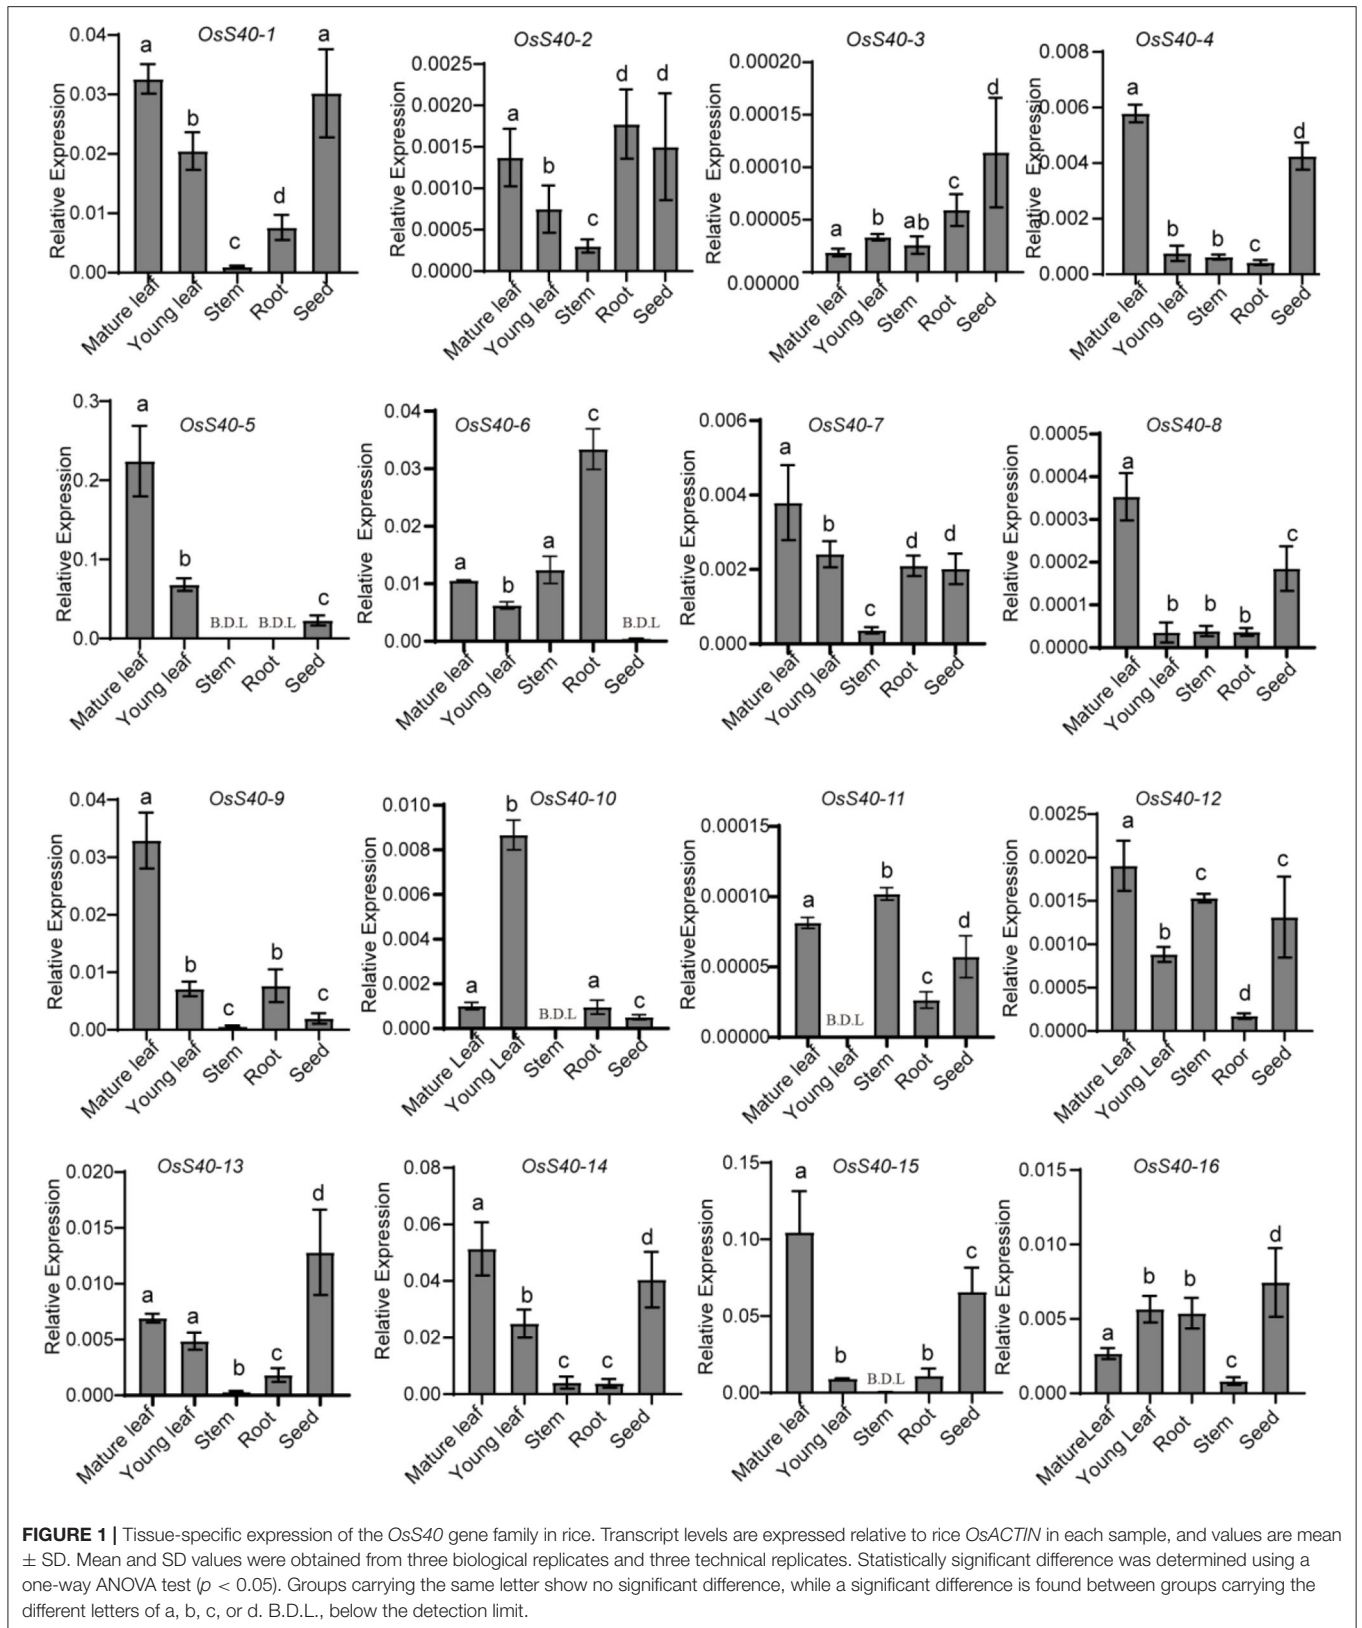 OsS40-1
Relative Expression
0.04
0.03
0.02
0.01
0.00
a
b
c
d
a
Mature leaf
Young leaf
Stem
Root
Seed
OsS40-2
Relative Expression
0.0025
0.0020
0.0015
0.0010
0.0005
0.0000
a
b
c
d
d
Mature leaf
Young leaf
Stem
Root
Seed
OsS40-3
Relative Expression
0.00020
0.00015
0.00010
0.00005
0.00000
a
b
ab
c
d
Mature leaf
Young leaf
Stem
Root
Seed
OsS40-4
Relative Expression
0.008
0.006
0.004
0.002
0.000
a
b
b
c
d
Mature leaf
Young leaf
Stem
Root
Seed
OsS40-5
Relative Expression
0.3
0.2
0.1
0.0
a
b
B.D.L
B.D.L
c
Mature leaf
Young leaf
Stem
Root
Seed
OsS40-6
Relative Expression
0.04
0.03
0.02
0.01
0.00
a
b
a
c
B.D.L
Mature leaf
Young leaf
Stem
Root
Seed
OsS40-7
Relative Expression
0.006
0.004
0.002
0.000
a
b
c
d
d
Mature leaf
Young leaf
Stem
Root
Seed
OsS40-8
Relative Expression
0.0005
0.0004
0.0003
0.0002
0.0001
0.0000
a
b
b
b
c
Mature leaf
Young leaf
Stem
Root
Seed
OsS40-9
Relative Expression
0.04
0.03
0.02
0.01
0.00
a
b
c
b
c
Mature leaf
Young leaf
Stem
Root
Seed
OsS40-10
Relative Expression
0.010
0.008
0.006
0.004
0.002
0.000
a
b
B.D.L
a
c
Mature Leaf
Young Leaf
Stem
Root
Seed
OsS40-11
RelativeExpression
0.00015
0.00010
0.00005
0.00000
a
B.D.L
b
c
d
Mature leaf
Young leaf
Stem
Root
Seed
OsS40-12
Relative Expression
0.0025
0.0020
0.0015
0.0010
0.0005
0.0000
a
b
c
d
c
Mature Leaf
Young Leaf
Stem
Roor
Seed
OsS40-13
Relative Expression
0.020
0.015
0.010
0.005
0.000
a
a
b
c
d
Mature leaf
Young leaf
Stem
Root
Seed
OsS40-14
Relative Expression
0.08
0.06
0.04
0.02
0.00
a
b
c
c
d
Mature leaf
Young leaf
Stem
Root
Seed
OsS40-15
Relative Expression
0.15
0.10
0.05
0.00
a
b
B.D.L
b
c
Mature leaf
Young leaf
Stem
Root
Seed
OsS40-16
Relative Expression
0.015
0.010
0.005
0.000
a
b
b
c
d
MatureLeaf
Young Leaf
Root
Stem
Seed
FIGURE 1 | Tissue-specific expression of the OsS40 gene family in rice. Transcript levels are expressed relative to rice OsACTIN in each sample, and values are mean
± SD. Mean and SD values were obtained from three biological replicates and three technical replicates. Statistically significant difference was determined using a
one-way ANOVA test (p < 0.05). Groups carrying the same letter show no significant difference, while a significant difference is found between groups carrying the
different letters of a, b, c, or d. B.D.L., below the detection limit.